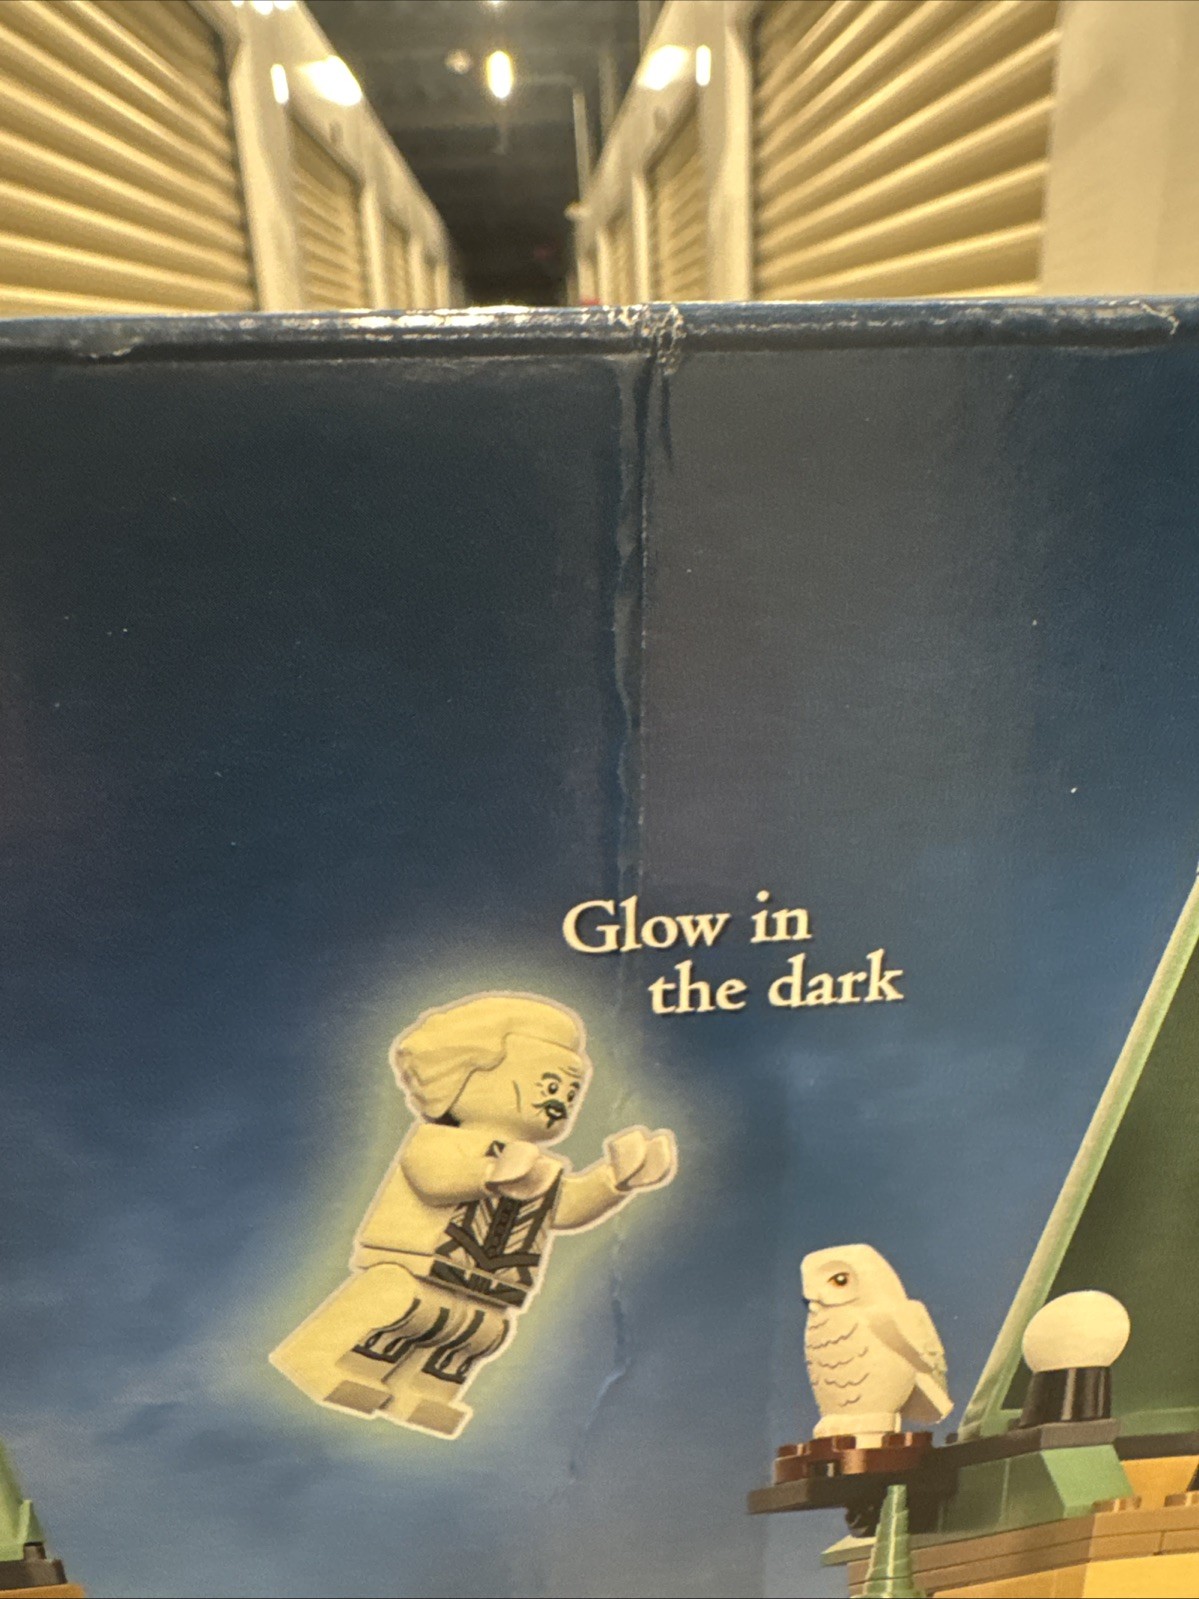 Glow in
the dark